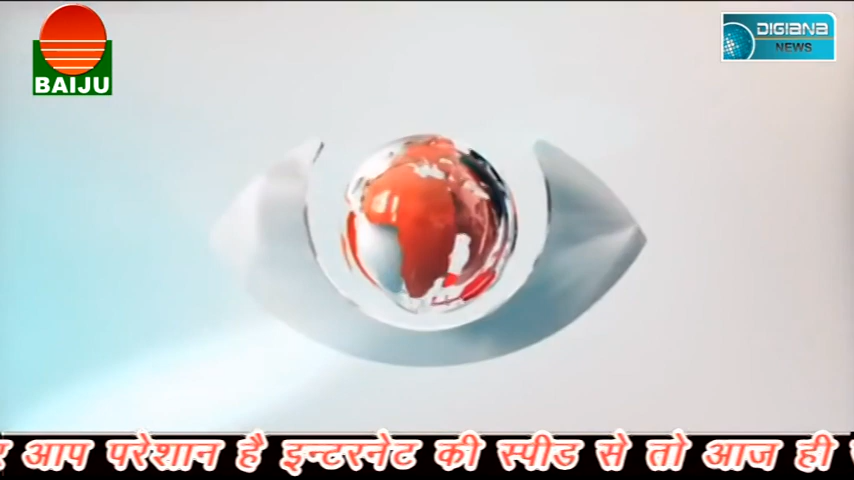 BAIJU
DIGIANA
NEWS
आप परेशान है इन्टरनेट की स्पीड से तो आज ही